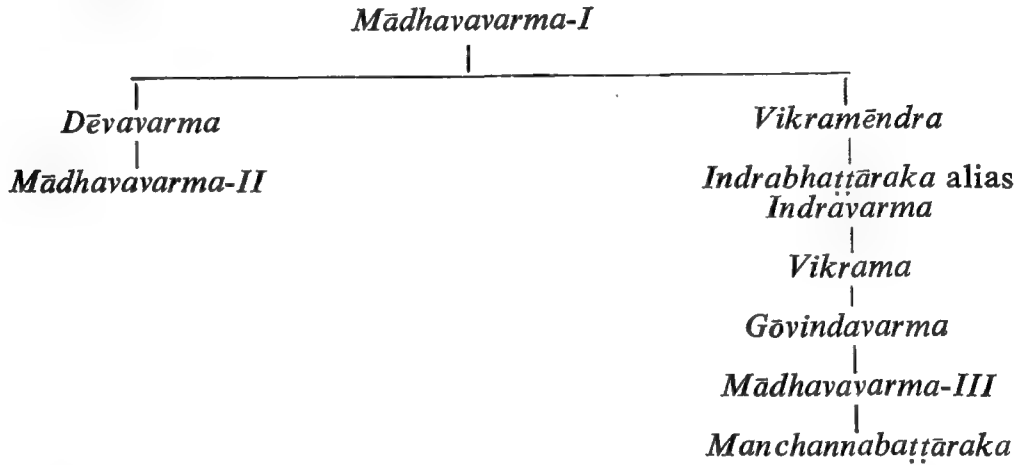 Mādhavavarma-I
Dēvavarma
Vikramēndra
Mādhavavarma-II
Indrabhaṭṭāraka alias
Indravarma
Vikrama
Gōvindavarma
Mādhavavarma-III
Manchannabaṭṭāraka